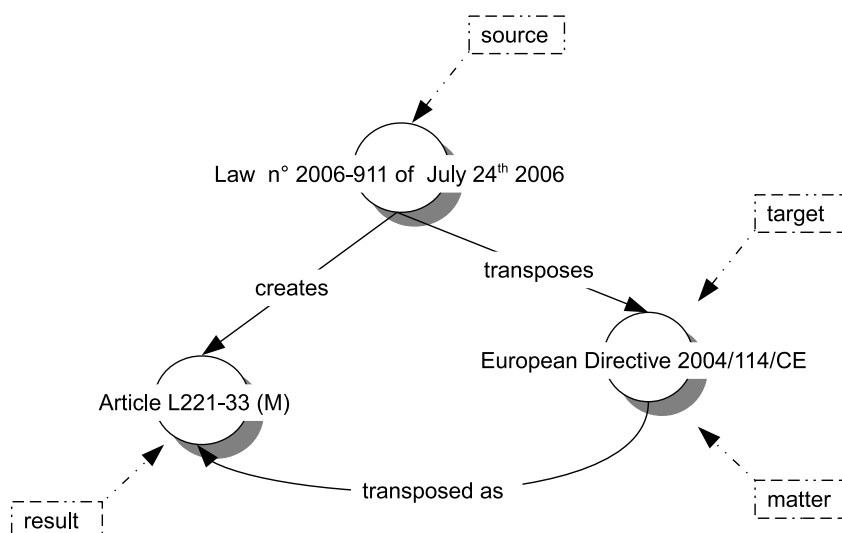 source
Law n° 2006-911 of July 24th 2006
target
transposes
creates
European Directive 2004/114/CE
Article L221-33 (M)
transposed as
matter
result